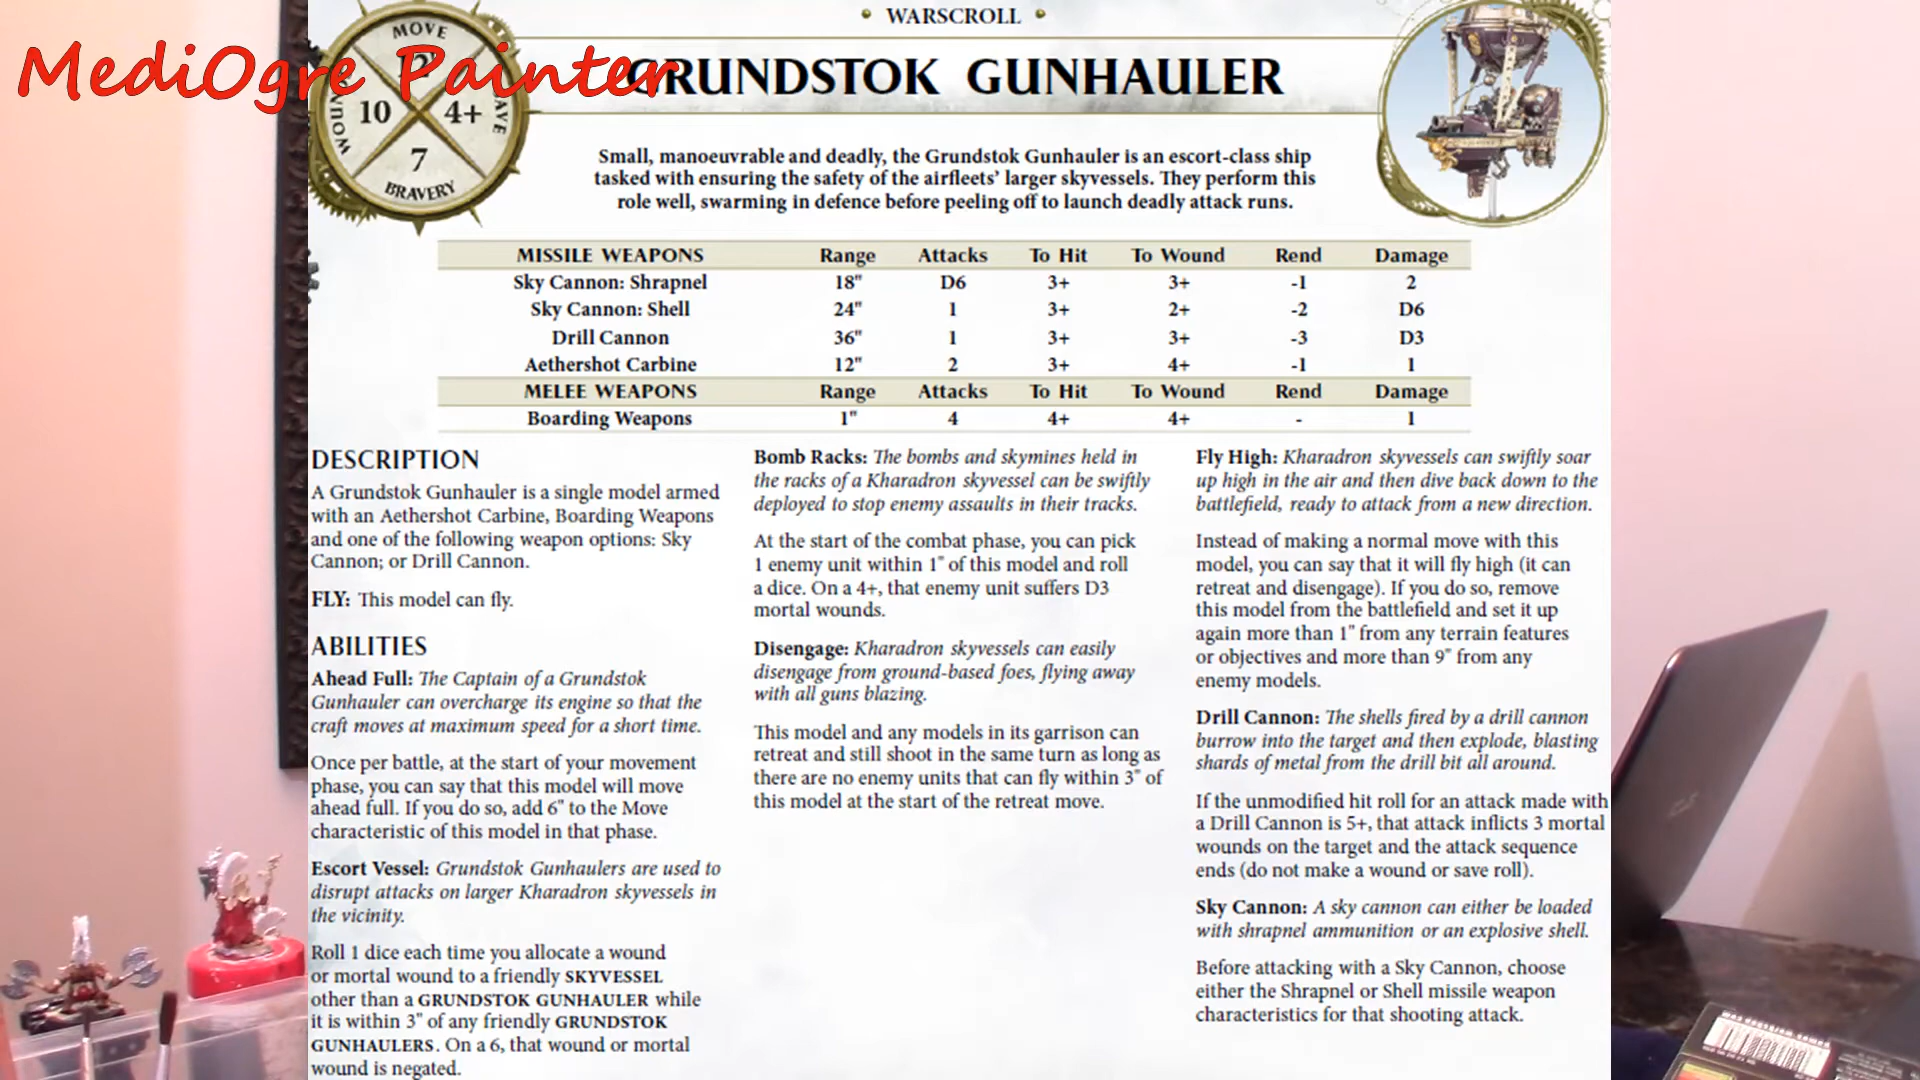 WARSCROLL
MediOgre Painter
MOVE
10
4+
7
WOUNDS
BRAVERY
GRUNDSTOK GUNHAULER
Small, manoeuvrable and deadly, the Grundstok Gunhauler is an escort-class ship
tasked with ensuring the safety of the airfleets' larger skyvessels. They perform this
role well, swarming in defence before peeling off to launch deadly attack runs.
MISSILE WEAPONS Range Attacks To Hit To Wound Rend Damage
Sky Cannon: Shrapnel 18" D6 3+ 3+ -1 2
Sky Cannon: Shell 24" 1 3+ 2+ -2 D6
Drill Cannon 36" 1 3+ 3+ -3 D3
Aethershot Carbine 12" 2 3+ 4+ -1 1
MELEE WEAPONS Range Attacks To Hit To Wound Rend Damage
Boarding Weapons 1" 4 4+ 4+ - 1
DESCRIPTION
A Grundstok Gunhauler is a single model armed
with an Aethershot Carbine, Boarding Weapons
and one of the following weapon options: Sky
Cannon; or Drill Cannon.
FLY: This model can fly.
ABILITIES
Ahead Full: The Captain of a Grundstok
Gunhauler can overcharge its engine so that the
craft moves at maximum speed for a short time.
Once per battle, at the start of your movement
phase, you can say that this model will move
ahead full. If you do so, add 6" to the Move
characteristic of this model in that phase.
Escort Vessel: Grundstok Gunhaulers are used to
disrupt attacks on larger Kharadron skyvessels in
the vicinity.
Roll 1 dice each time you allocate a wound
or mortal wound to a friendly SKYVESSEL
other than a GRUNDSTOK GUNHAULER while
it is within 3" of any friendly GRUNDSTOK
GUNHAULERS. On a 6, that wound or mortal
wound is negated.
Bomb Racks: The bombs and skymines held in
the racks of a Kharadron skyvessel can be swiftly
deployed to stop enemy assaults in their tracks.
At the start of the combat phase, you can pick
1 enemy unit within 1" of this model and roll
a dice. On a 4+, that enemy unit suffers D3
mortal wounds.
Disengage: Kharadron skyvessels can easily
disengage from ground-based foes, flying away
with all guns blazing.
This model and any models in its garrison can
retreat and still shoot in the same turn as long as
there are no enemy units that can fly within 3" of
this model at the start of the retreat move.
Fly High: Kharadron skyvessels can swiftly soar
up high in the air and then dive back down to the
battlefield, ready to attack from a new direction.
Instead of making a normal move with this
model, you can say that it will fly high (it can
retreat and disengage). If you do so, remove
this model from the battlefield and set it up
again more than 1" from any terrain features
or objectives and more than 9" from any
enemy models.
Drill Cannon: The shells fired by a drill cannon
burrow into the target and then explode, blasting
shards of metal from the drill bit all around.
If the unmodified hit roll for an attack made with
a Drill Cannon is 5+, that attack inflicts 3 mortal
wounds on the target and the attack sequence
ends (do not make a wound or save roll).
Sky Cannon: A sky cannon can either be loaded
with shrapnel ammunition or an explosive shell.
Before attacking with a Sky Cannon, choose
either the Shrapnel or Shell missile weapon
characteristics for that shooting attack.